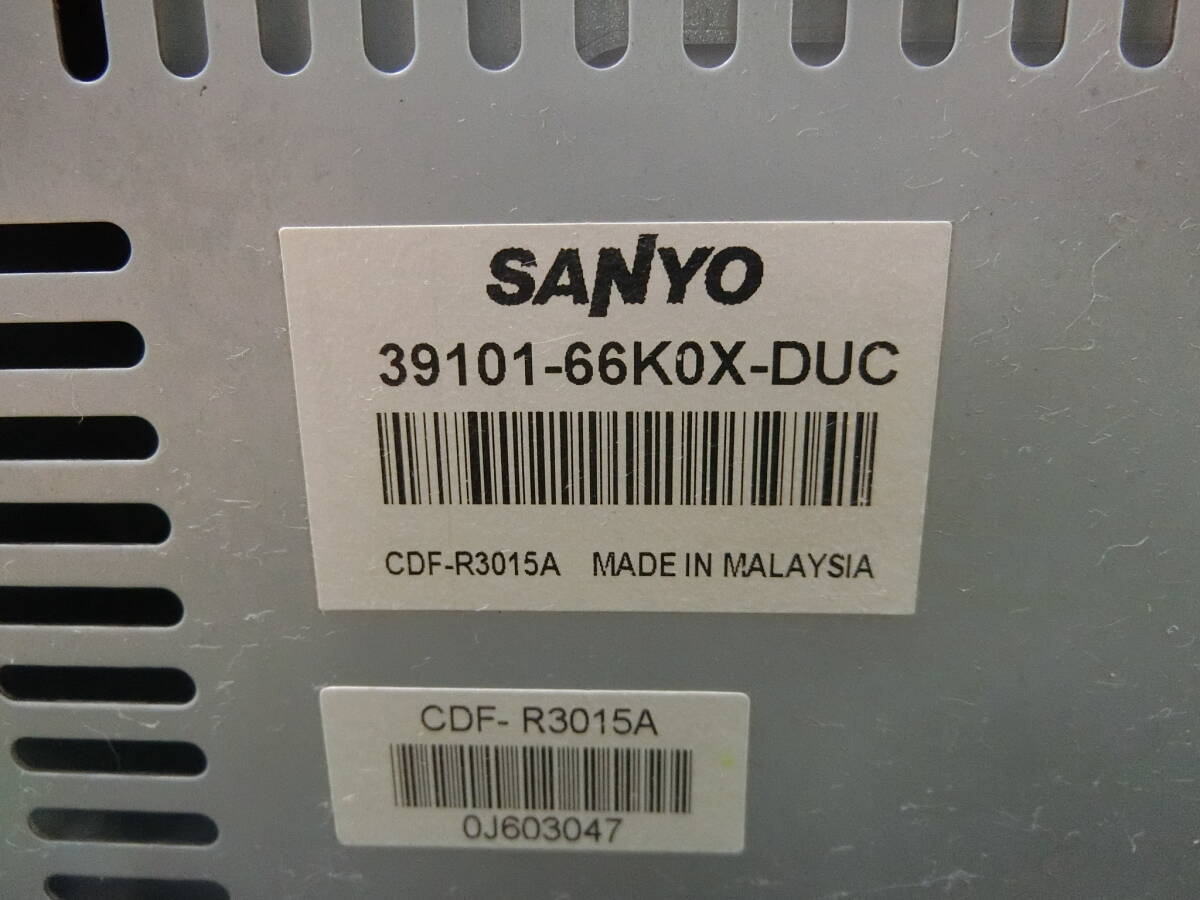 SANYO
39101-66K0X-DUC
CDF-R3015A MADE IN MALAYSIA
CDF- R3015A
0J603047